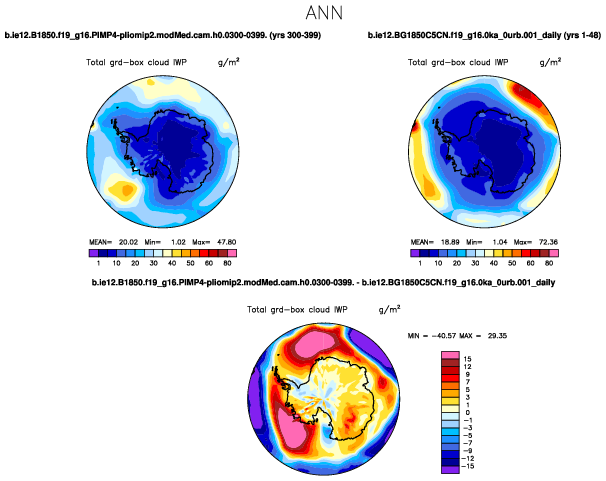 ANN
b.ie12.B1850.f19_g16.PIMP4-pliomip2.modMed.cam.h0.0300-0399. (yrs 300-399)
b.ie12.BG1850C5CN.f19_g16.0ka_0urb.001_daily (yrs 1-48)
Total grd-box cloud IWP g/m²
Total grd-box cloud IWP g/m²
MEAN= 20.02 Min= 1.02 Max= 47.80
MEAN= 18.89 Min= 1.04 Max= 72.36
1 10 20 30 40 50 60 80
1 10 20 30 40 50 60 80
b.ie12.B1850.f19_g16.PIMP4-pliomip2.modMed.cam.h0.0300-0399. - b.ie12.BG1850C5CN.f19_g16.0ka_0urb.001_daily
Total grd-box cloud IWP g/m²
MIN = -40.57 MAX = 29.35
15
12
9
7
5
3
1
0
-1
-3
-5
-7
-9
-12
-15